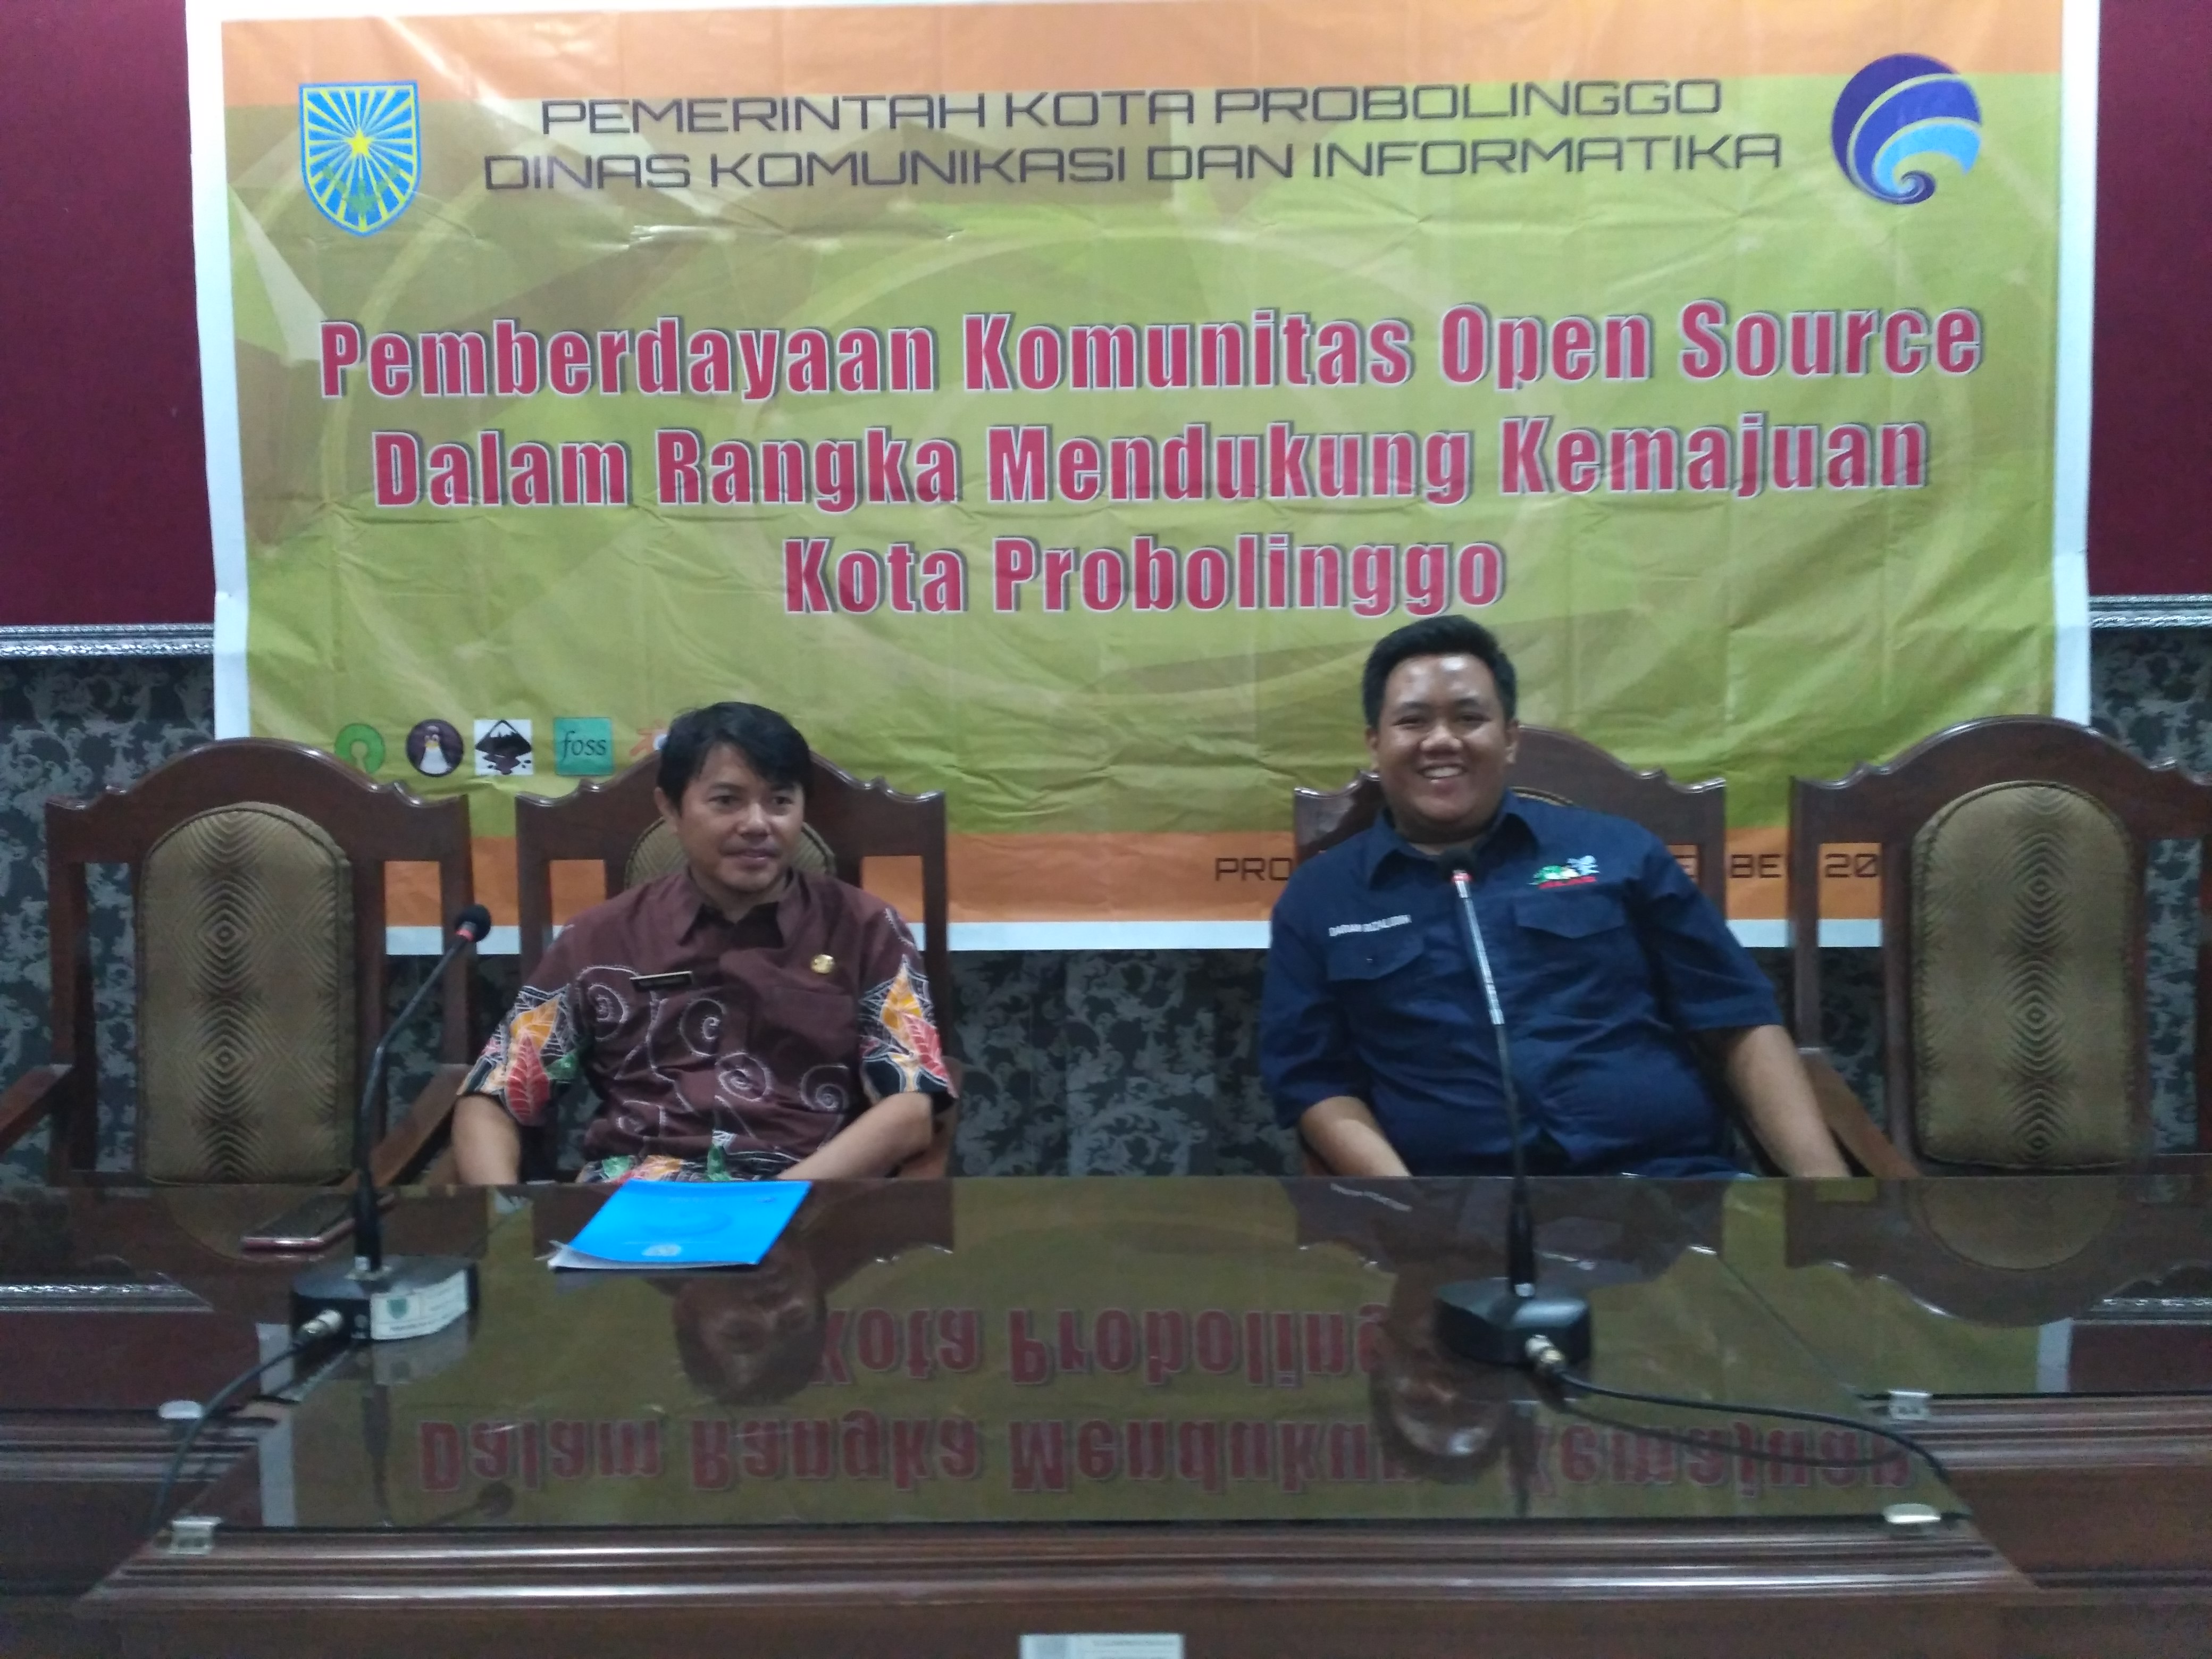 PEMERINTAH KOTA PROBOLINGGO
DINAS KOMUNIKASI DAN INFORMATIKA
Pemberdayaan Komunitas Open Source
Dalam Rangka Mendukung Kemajuan
Kota Probolinggo
foss